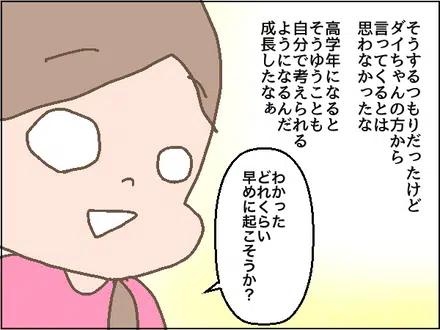 そうするつもりだったけど
ダイちゃんの方から
言ってくるとは
思わなかったな
高学年になると
そうゆうことも
自分で考えられる
ようになるんだ
成長したなぁ
わかった
どれくらい
早めに起こそうか？